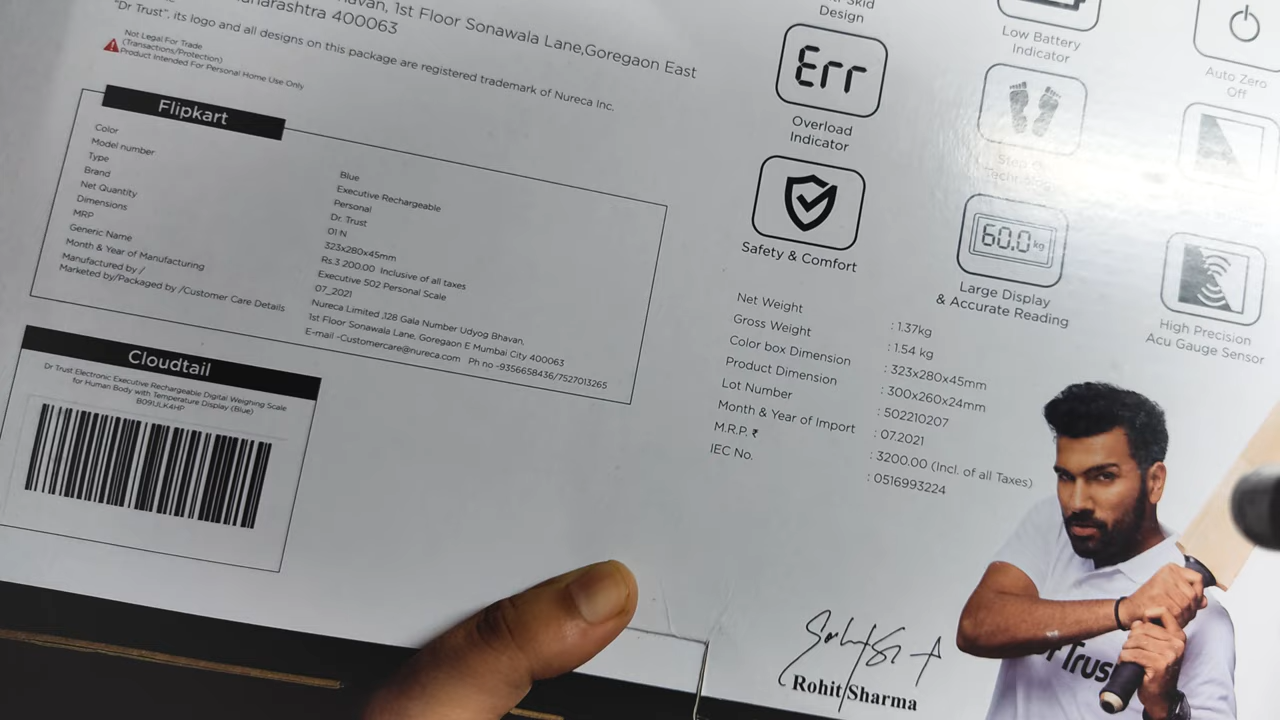 van, 1st Floor Sonawala Lane,Goregaon East
400063
"Dr Trust", its logo and all designs on this package are registered trademark of Nureca Inc.
Not Legal For Trade
(Transactions/Protection)
Product Intended For Personal Home Use Only
Flipkart
Color Blue
Model number Executive Rechargeable
Type Personal
Brand Dr. Trust
Net Quantity 01 N
Dimensions 323x280x45mm
MRP Rs.3 200.00 Inclusive of all taxes
Generic Name Executive 502 Personal Scale
Month & Year of Manufacturing 07_2021
Manufactured by / Nureca Limited .128 Gala Number Udyog Bhavan,
Marketed by/Packaged by /Customer Care Details 1st Floor Sonawala Lane, Goregaon E Mumbai City 400063
E-mail -Customercare@nureca.com Ph no -9356658436/7527013265
Cloudtail
Dr Trust Electronic Executive Rechargeable Digital Weighing Scale
for Human Body with Temperature Display (Blue)
B091JLK4HP
Skid
Design
Low Battery
Indicator
Auto Zero
Off
Err
Overload
Indicator
Safety & Comfort
60.0 kg
Large Display
& Accurate Reading
High Precision
Acu Gauge Sensor
Net Weight : 1.37kg
Gross Weight : 1.54 kg
Color box Dimension : 323x280x45mm
Product Dimension : 300x260x24mm
Lot Number : 502210207
Month & Year of Import : 07.2021
M.R.P. ₹ : 3200.00 (Incl. of all Taxes)
IEC No. : 0516993224
Trust
Rohit Sharma